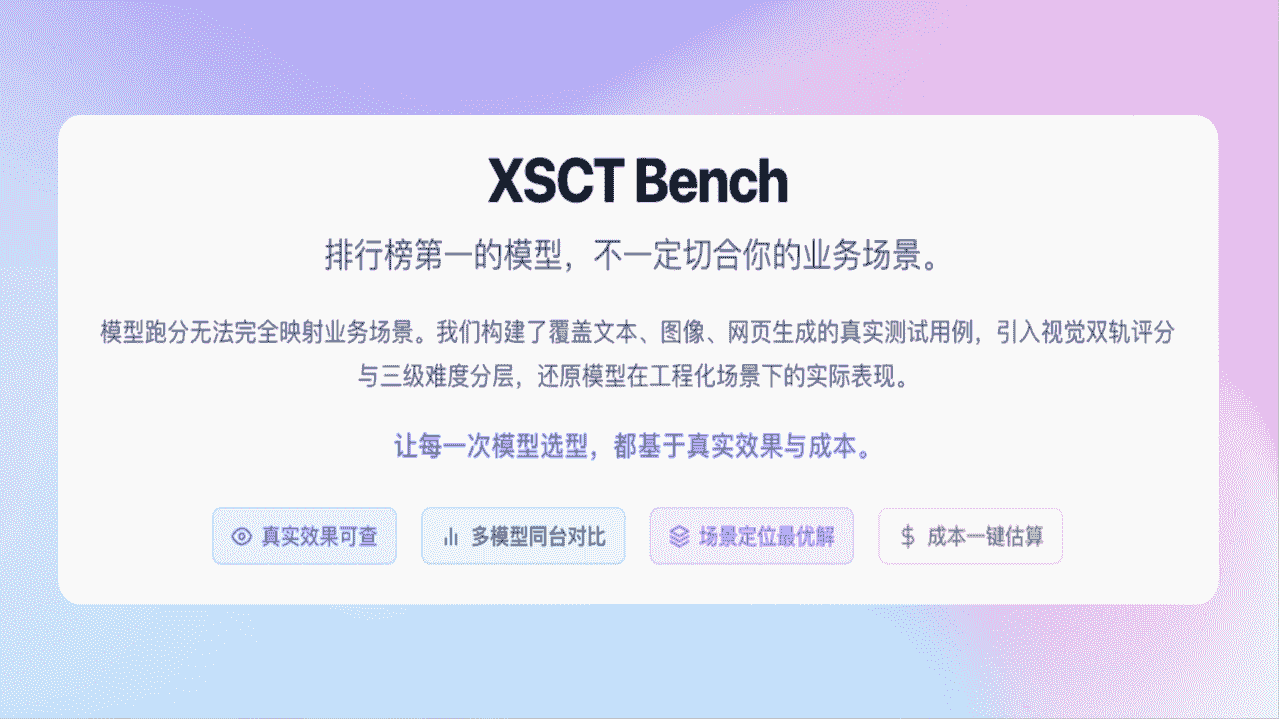 XSCT Bench
排行榜第一的模型，不一定切合你的业务场景。
模型跑分无法完全映射业务场景。我们构建了覆盖文本、图像、网页生成的真实测试用例，引入视觉双轨评分
与三级难度分层，还原模型在工程化场景下的实际表现。
让每一次模型选型，都基于真实效果与成本。
真实效果可查
多模型同台对比
场景定位最优解
成本一键估算